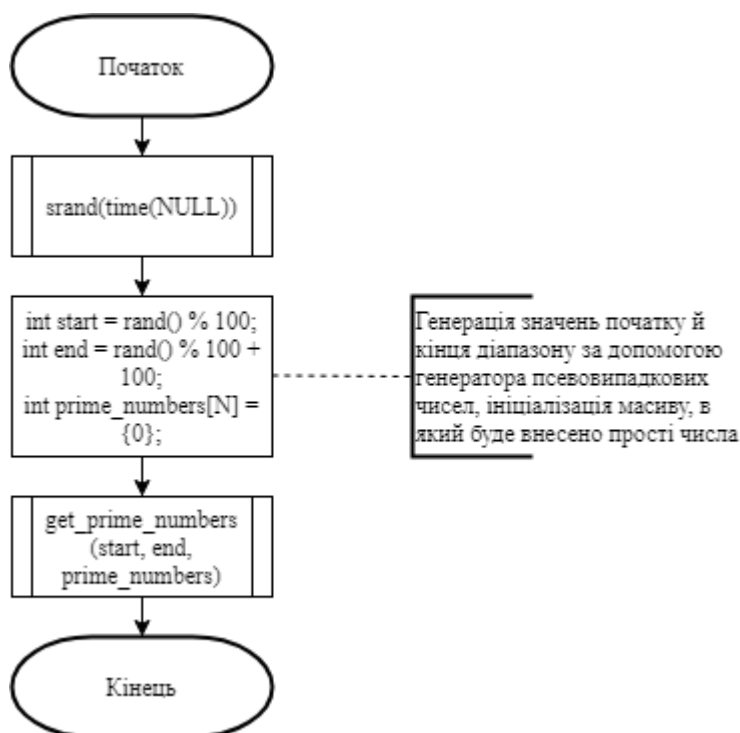 Початок
srand(time(NULL))
int start = rand() % 100;
int end = rand() % 100 +
100;
int prime_numbers[N] =
{0};
Генерація значень початку й
кінця діапазону за допомогою
генератора псевовипадкових
чисел, ініціалізація масиву, в
який буде внесено прості числа
get_prime_numbers
(start, end,
prime_numbers)
Кінець